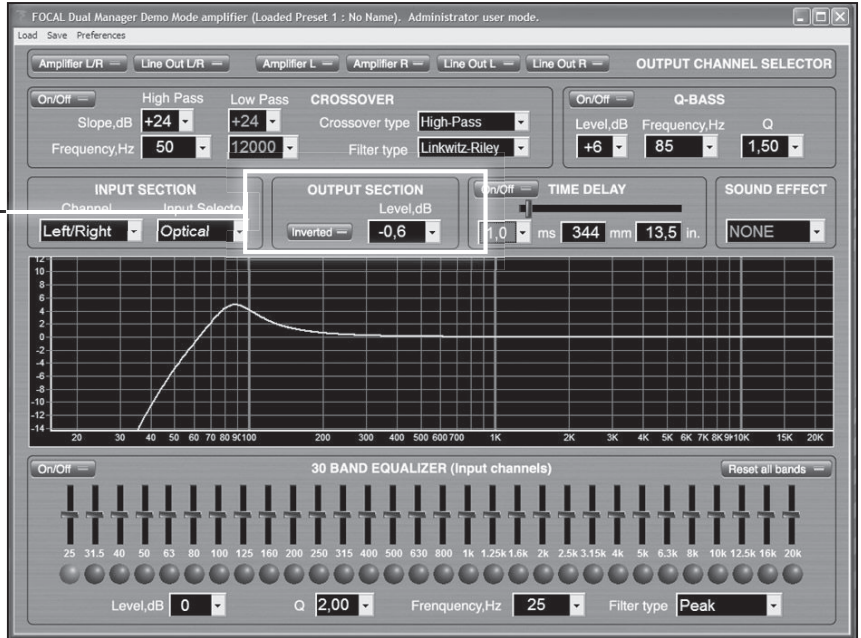 FOCAL Dual Manager Demo Mode amplifier (Loaded Preset 1 : No Name). Administrator user mode.
Load Save Preferences
Amplifier L/R Line Out L/R Amplifier L Amplifier R Line Out L Line Out R OUTPUT CHANNEL SELECTOR
On/Off High Pass Low Pass CROSSOVER On/Off Q-BASS
Slope,dB +24 +24 Crossover type High-Pass Level,dB Frequency,Hz Q
Frequency,Hz 50 12000 Filter type Linkwitz-Riley +6 85 1,50
INPUT SECTION OUTPUT SECTION On/Off TIME DELAY SOUND EFFECT
Channel Input Selector Level,dB
Left/Right Optical Inverted -0,6 1,0 ms 344 mm 13,5 in. NONE
12
10
8
6
4
2
0
-2
-4
-6
-8
-10
-12
-14
20 30 40 50 60 70 80 90 100 200 300 400 500 600 700 1K 2K 3K 4K 5K 6K 7K 8K 9K 10K 15K 20K
On/Off 30 BAND EQUALIZER (Input channels) Reset all bands
25 31.5 40 50 63 80 100 125 160 200 250 315 400 500 630 800 1k 1.25k 1.6k 2k 2.5k 3.15k 4k 5k 6.3k 8k 10k 12.5k 16k 20k
Level,dB 0 Q 2,00 Frenquency,Hz 25 Filter type Peak